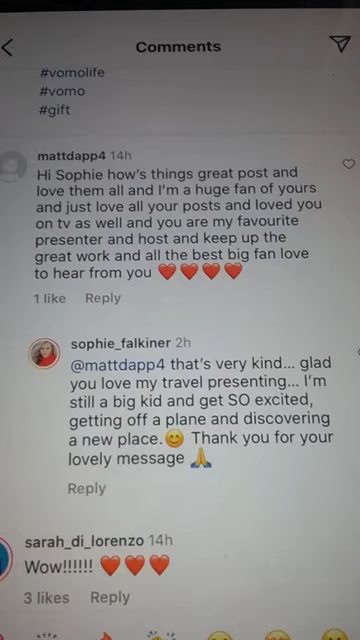 Comments
#vomolife
#vomo
#gift
mattdapp4 14h
Hi Sophie how's things great post and
love them all and I'm a huge fan of yours
and just love all your posts and loved you
on tv as well and you are my favourite
presenter and host and keep up the
great work and all the best big fan love
to hear from you ❤️❤️❤️❤️
1 like Reply
sophie_falkiner 2h
@mattdapp4 that's very kind... glad
you love my travel presenting... I'm
still a big kid and get SO excited,
getting off a plane and discovering
a new place.😊 Thank you for your
lovely message 🙏
Reply
sarah_di_lorenzo 14h
Wow!!!!!! ❤️❤️❤️
3 likes Reply